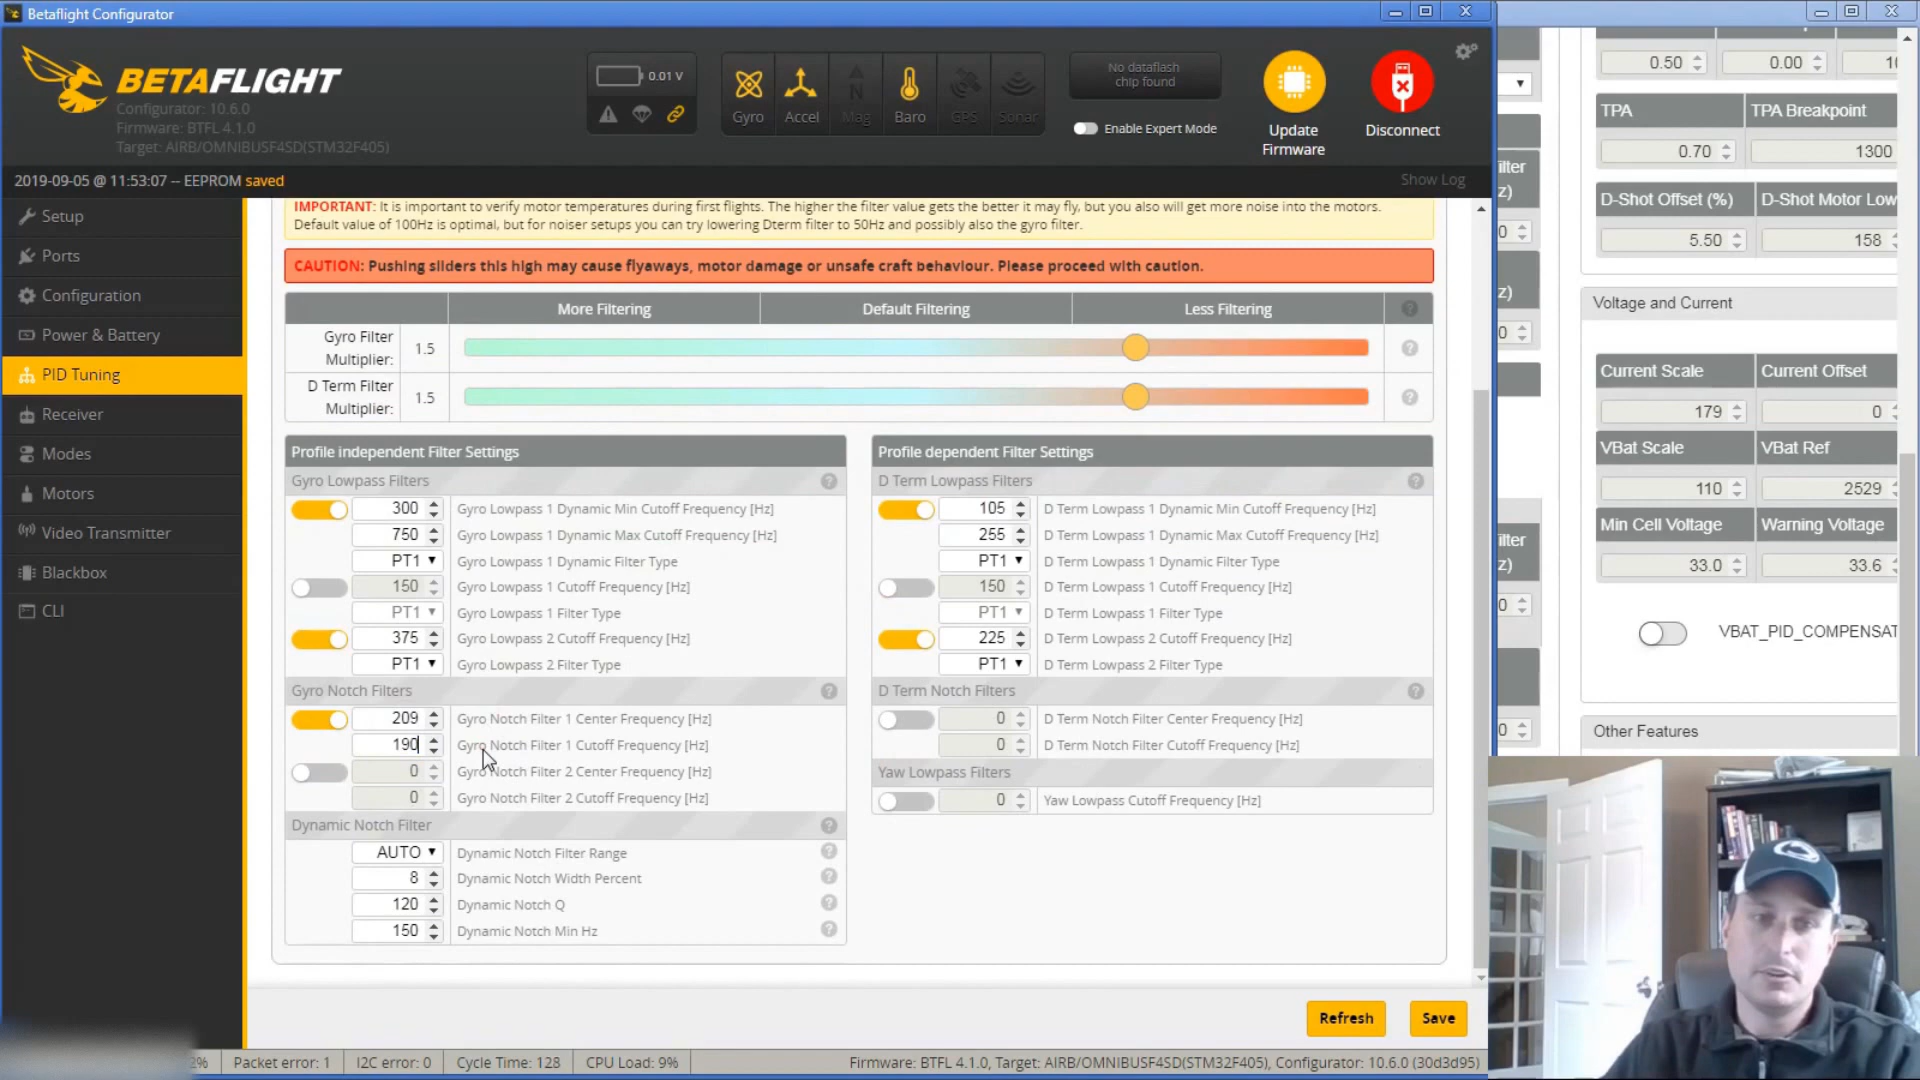 Betaflight Configurator
BETAFLIGHT
Configurator: 10.6.0
Firmware: BTFL 4.1.0
Target: AIRB/OMNIBUSF4SD(STM32F405)
0.01 V
Gyro
Accel
Mag
Baro
GPS
Sonar
No dataflash
chip found
Enable Expert Mode
Update
Firmware
Disconnect
2019-09-05 @ 11:53:07 -- EEPROM saved
Show Log
Setup
Ports
Configuration
Power & Battery
PID Tuning
Receiver
Modes
Motors
Video Transmitter
Blackbox
CLI
IMPORTANT: It is important to verify motor temperatures during first flights. The higher the filter value gets the better it may fly, but you also will get more noise into the motors.
Default value of 100Hz is optimal, but for noiser setups you can try lowering Dterm filter to 50Hz and possibly also the gyro filter.
CAUTION: Pushing sliders this high may cause flyaways, motor damage or unsafe craft behaviour. Please proceed with caution.
More Filtering Default Filtering Less Filtering
Gyro Filter
Multiplier: 1.5
D Term Filter
Multiplier: 1.5
Profile independent Filter Settings
Gyro Lowpass Filters
300 Gyro Lowpass 1 Dynamic Min Cutoff Frequency [Hz]
750 Gyro Lowpass 1 Dynamic Max Cutoff Frequency [Hz]
PT1 Gyro Lowpass 1 Dynamic Filter Type
150 Gyro Lowpass 1 Cutoff Frequency [Hz]
PT1 Gyro Lowpass 1 Filter Type
375 Gyro Lowpass 2 Cutoff Frequency [Hz]
PT1 Gyro Lowpass 2 Filter Type
Gyro Notch Filters
209 Gyro Notch Filter 1 Center Frequency [Hz]
190 Gyro Notch Filter 1 Cutoff Frequency [Hz]
0 Gyro Notch Filter 2 Center Frequency [Hz]
0 Gyro Notch Filter 2 Cutoff Frequency [Hz]
Dynamic Notch Filter
AUTO Dynamic Notch Filter Range
8 Dynamic Notch Width Percent
120 Dynamic Notch Q
150 Dynamic Notch Min Hz
Profile dependent Filter Settings
D Term Lowpass Filters
105 D Term Lowpass 1 Dynamic Min Cutoff Frequency [Hz]
255 D Term Lowpass 1 Dynamic Max Cutoff Frequency [Hz]
PT1 D Term Lowpass 1 Dynamic Filter Type
150 D Term Lowpass 1 Cutoff Frequency [Hz]
PT1 D Term Lowpass 1 Filter Type
225 D Term Lowpass 2 Cutoff Frequency [Hz]
PT1 D Term Lowpass 2 Filter Type
D Term Notch Filters
0 D Term Notch Filter Center Frequency [Hz]
0 D Term Notch Filter Cutoff Frequency [Hz]
Yaw Lowpass Filters
0 Yaw Lowpass Cutoff Frequency [Hz]
Refresh
Save
Packet error: 1 I2C error: 0 Cycle Time: 128 CPU Load: 9% Firmware: BTFL 4.1.0, Target: AIRB/OMNIBUSF4SD(STM32F405), Configurator: 10.6.0 (30d3d95)
0.50 0.00
TPA TPA Breakpoint
0.70 1300
D-Shot Offset (%) D-Shot Motor Low
5.50 158
Voltage and Current
Current Scale Current Offset
179 0
VBat Scale VBat Ref
110 2529
Min Cell Voltage Warning Voltage
33.0 33.6
VBAT_PID_COMPENSAT
Other Features